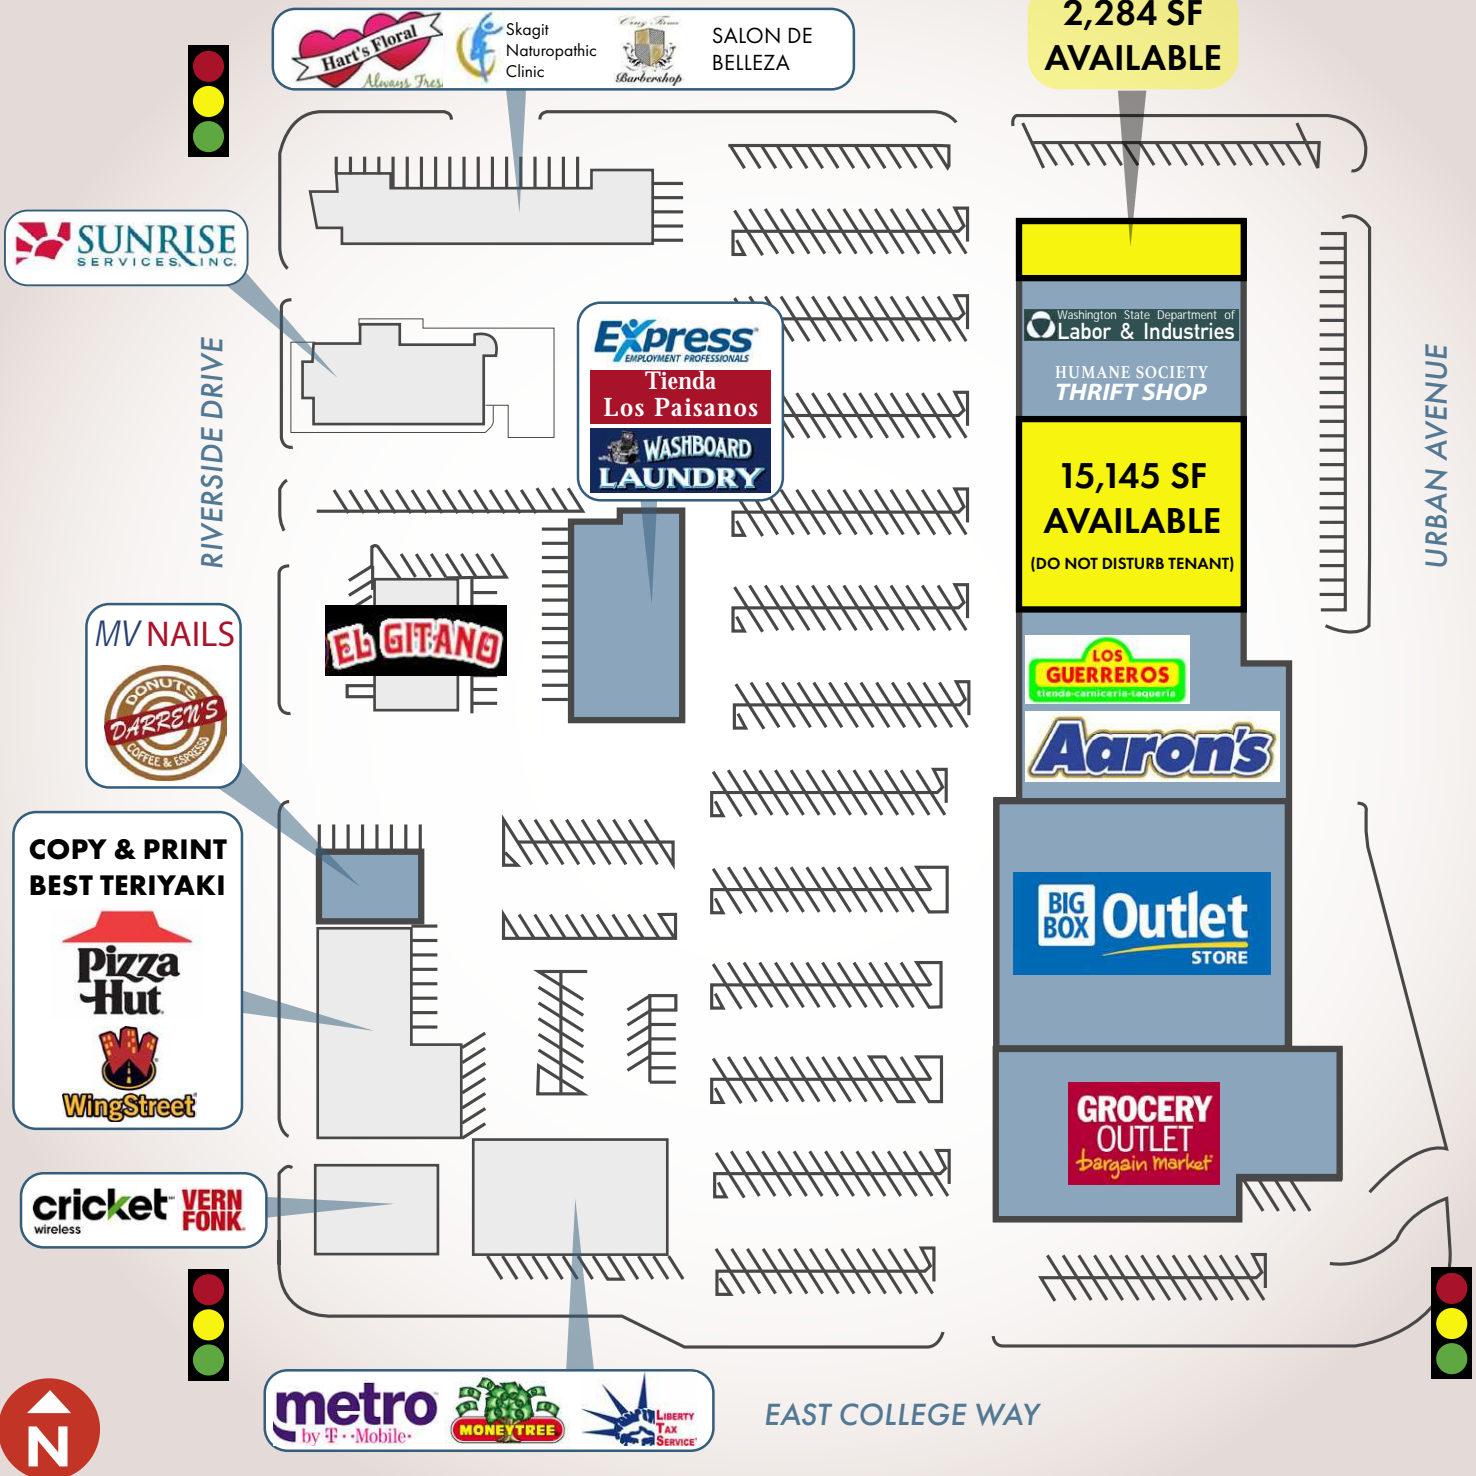 Hart's Floral
Always Fres
Skagit
Naturopathic
Clinic
Cruz Time
Barbershop
SALON DE
BELLEZA
2,284 SF
AVAILABLE
SUNRISE
SERVICES, INC.
EXpress
EMPLOYMENT PROFESSIONALS
Tienda
Los Paisanos
WASHBOARD
LAUNDRY
Washington State Department of
Labor & Industries
HUMANE SOCIETY
THRIFT SHOP
RIVERSIDE DRIVE
URBAN AVENUE
15,145 SF
AVAILABLE
(DO NOT DISTURB TENANT)
EL GITANO
MV NAILS
DONUTS
DARREN'S
COFFEE & ESPRESSO
LOS
GUERREROS
tienda-carniceria-taqueria
Aaron's
COPY & PRINT
BEST TERIYAKI
Pizza
Hut
WingStreet
BIG
BOX
Outlet
STORE
GROCERY
OUTLET
bargain market
cricket
wireless
VERN
FONK
metro
by T-Mobile
MONEYTREE
LIBERTY
TAX
SERVICE
EAST COLLEGE WAY
N